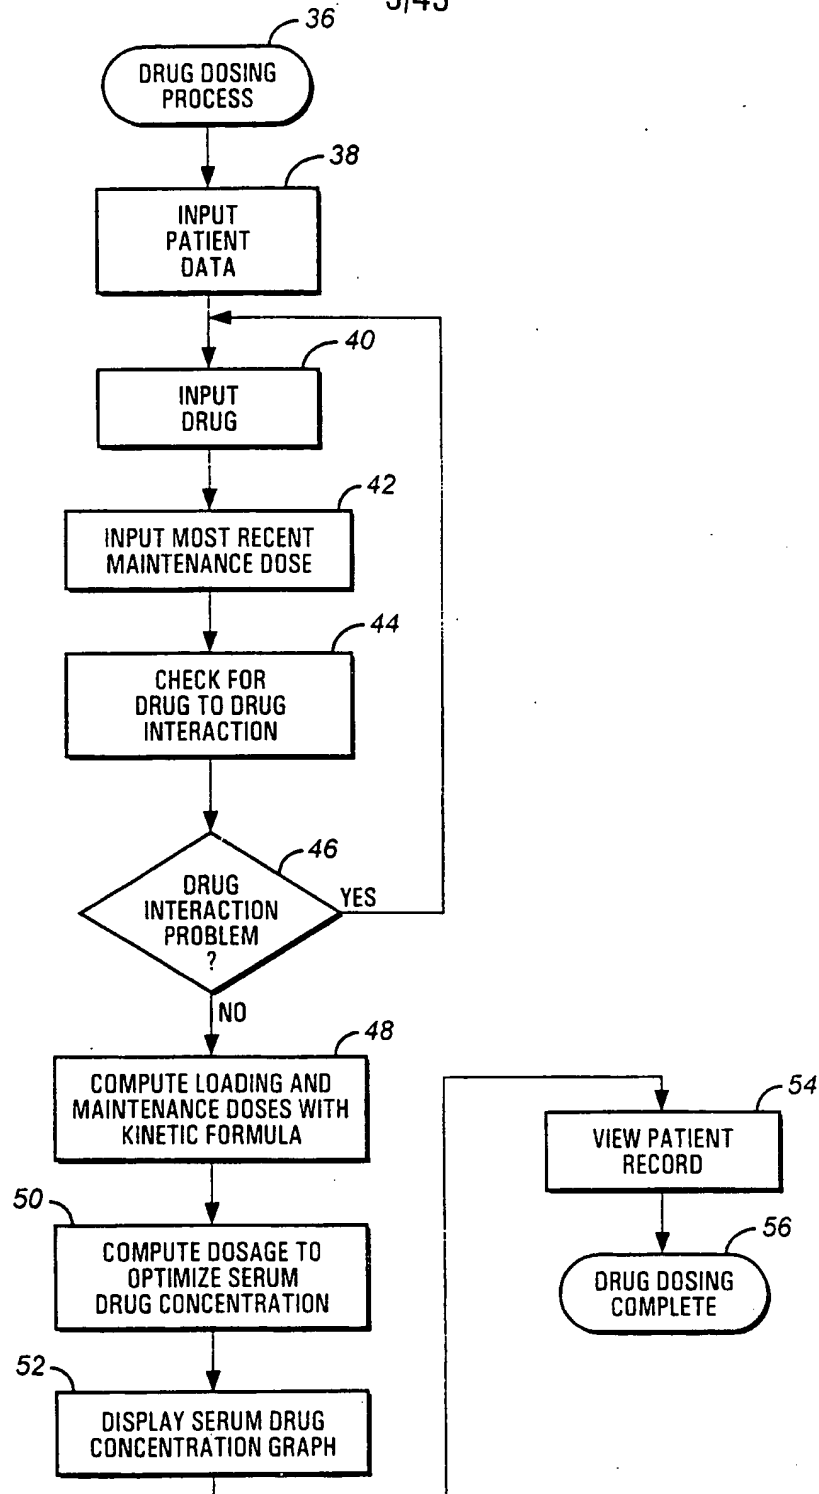 36
DRUG DOSING
PROCESS
38
INPUT
PATIENT
DATA
40
INPUT
DRUG
42
INPUT MOST RECENT
MAINTENANCE DOSE
44
CHECK FOR
DRUG TO DRUG
INTERACTION
46
DRUG
INTERACTION
PROBLEM
?
YES
NO
48
COMPUTE LOADING AND
MAINTENANCE DOSES WITH
KINETIC FORMULA
50
COMPUTE DOSAGE TO
OPTIMIZE SERUM
DRUG CONCENTRATION
52
DISPLAY SERUM DRUG
CONCENTRATION GRAPH
54
VIEW PATIENT
RECORD
56
DRUG DOSING
COMPLETE